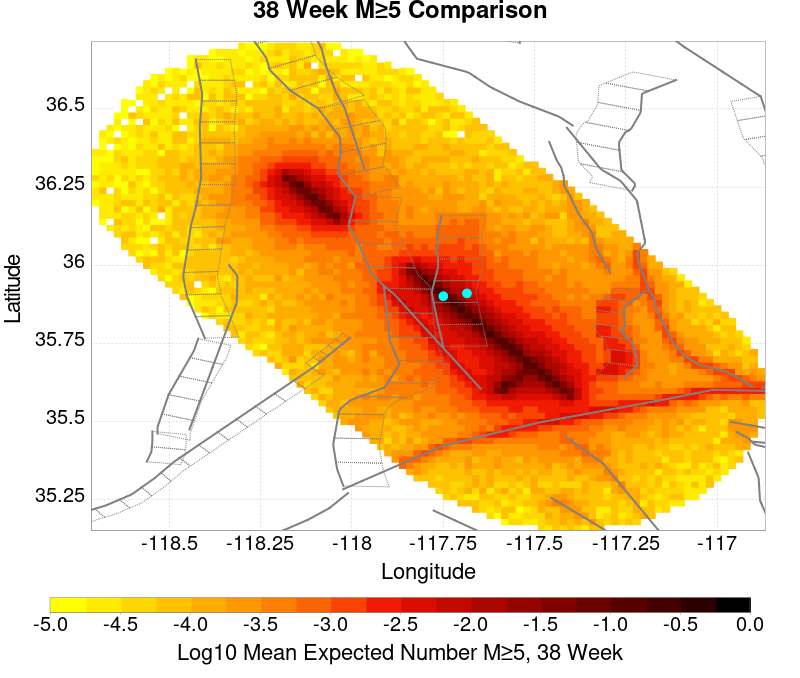 38 Week M≥5 Comparison
36.5
36.25
36
35.75
35.5
35.25
Latitude
-118.5 -118.25 -118 -117.75 -117.5 -117.25 -117
Longitude
-5.0 -4.5 -4.0 -3.5 -3.0 -2.5 -2.0 -1.5 -1.0 -0.5 0.0
Log10 Mean Expected Number M≥5, 38 Week